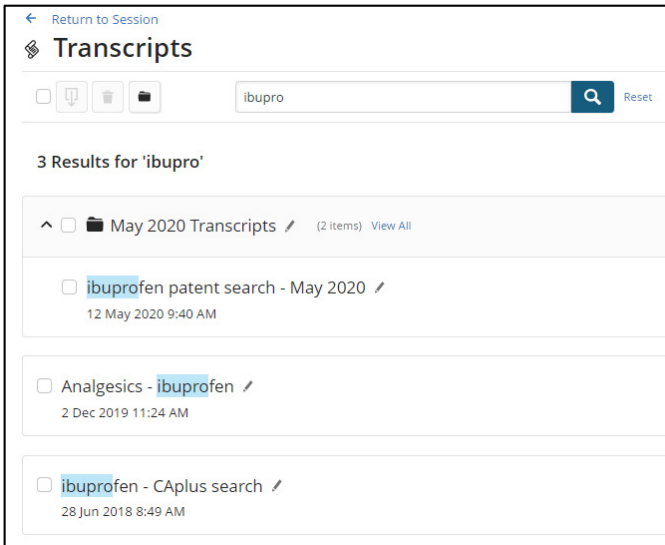 Return to Session
Transcripts
ibupro Reset
3 Results for 'ibupro'
May 2020 Transcripts (2 items) View All
ibuprofen patent search - May 2020
12 May 2020 9:40 AM
Analgesics - ibuprofen
2 Dec 2019 11:24 AM
ibuprofen - CAplus search
28 Jun 2018 8:49 AM